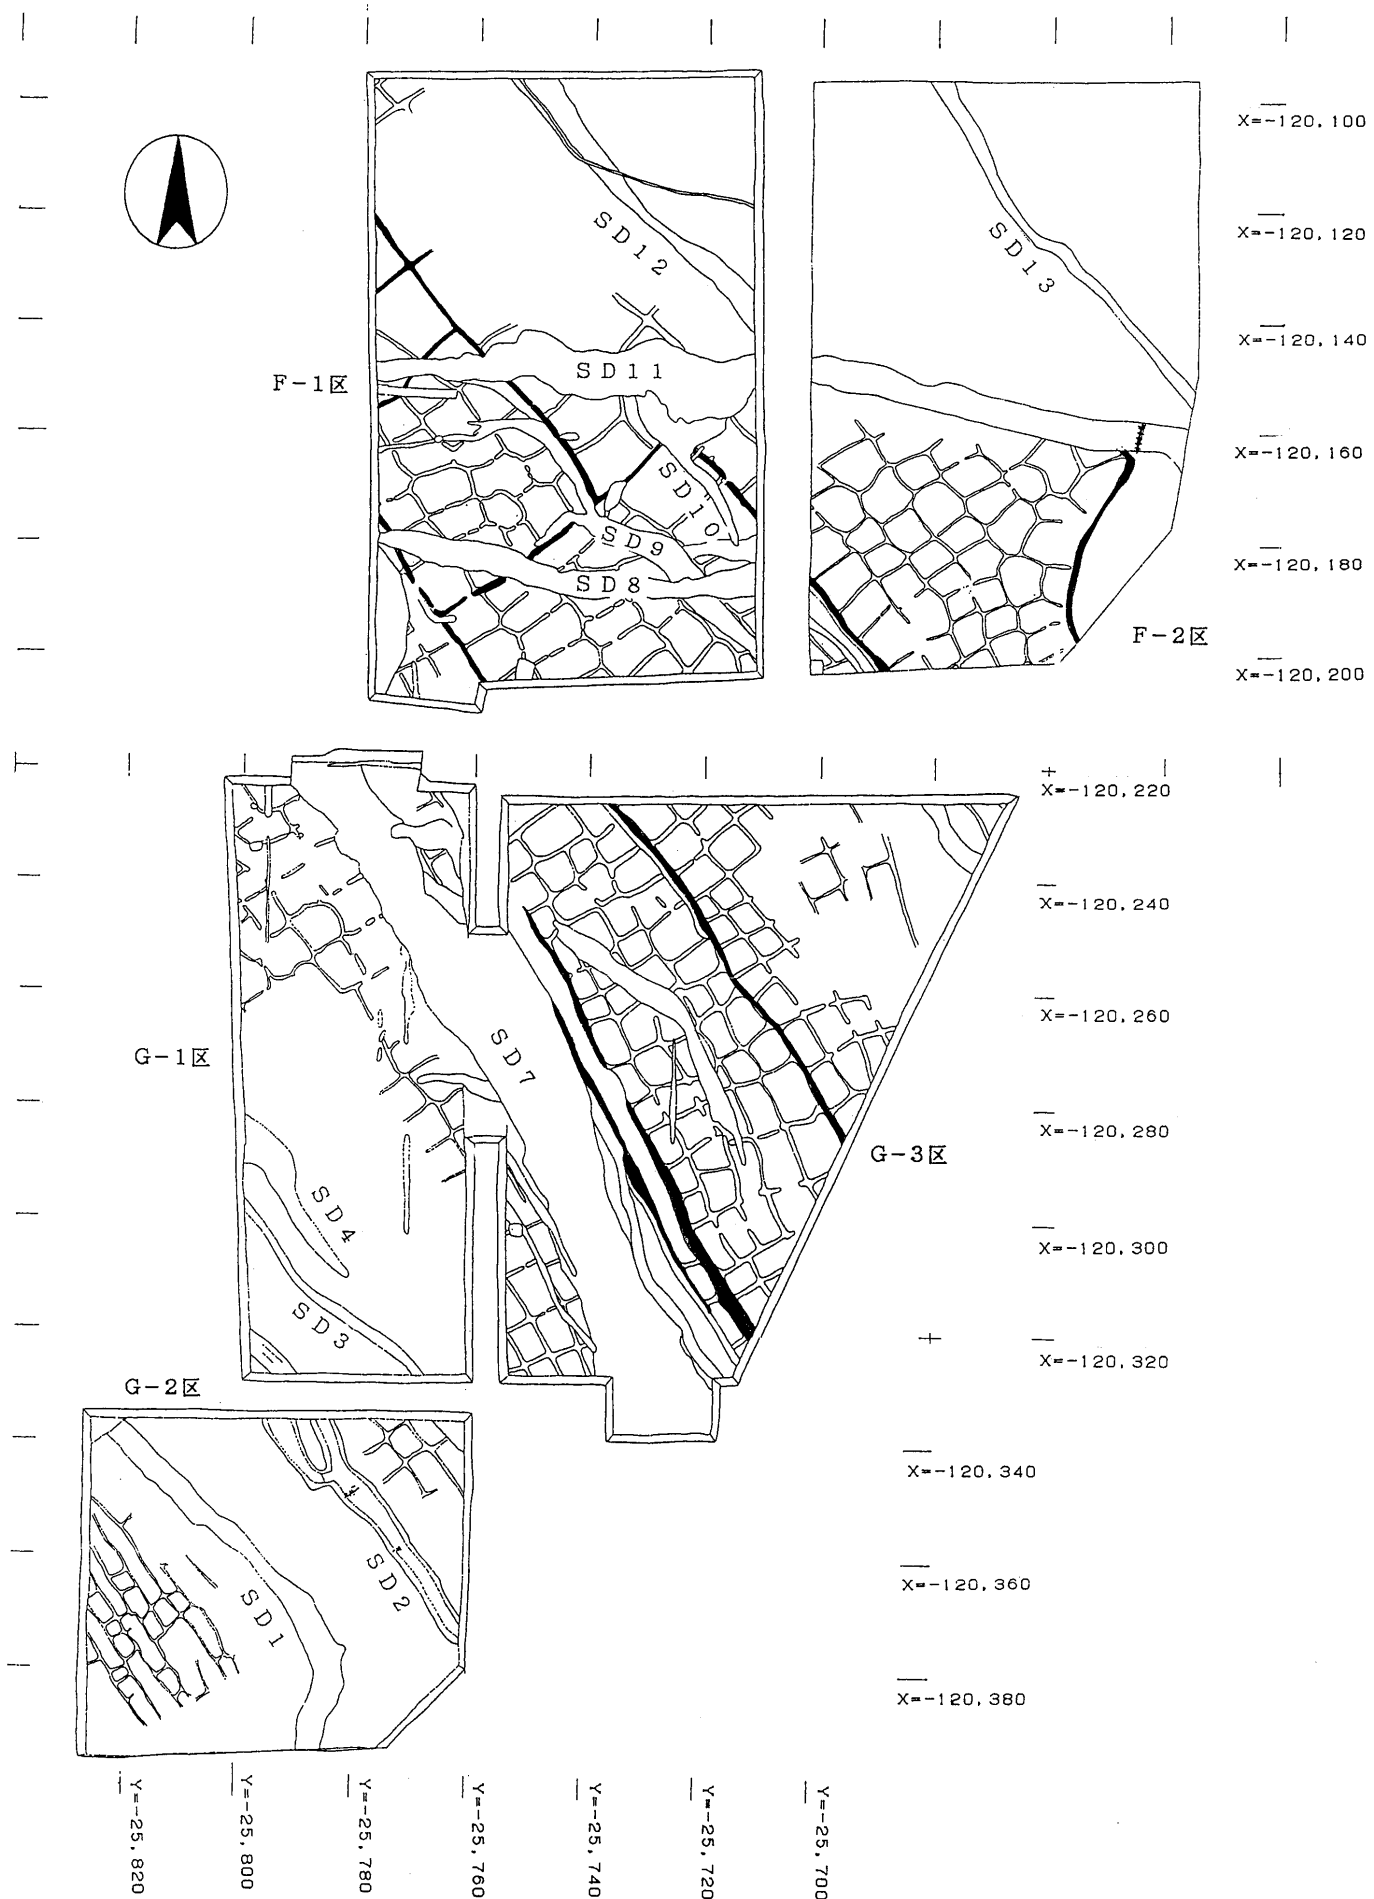 X=-120,100
X=-120,120
SD12
SD13
X=-120,140
F-1区
SD11
X=-120,160
SD10
SD9
X=-120,180
SD8
F-2区
X=-120,200
X=-120,220
X=-120,240
X=-120,260
G-1区
SD7
X=-120,280
G-3区
SD4
X=-120,300
SD3
X=-120,320
G-2区
X=-120,340
SD2
X=-120,360
SD1
X=-120,380
Y=-25,820
Y=-25,800
Y=-25,780
Y=-25,760
Y=-25,740
Y=-25,720
Y=-25,700